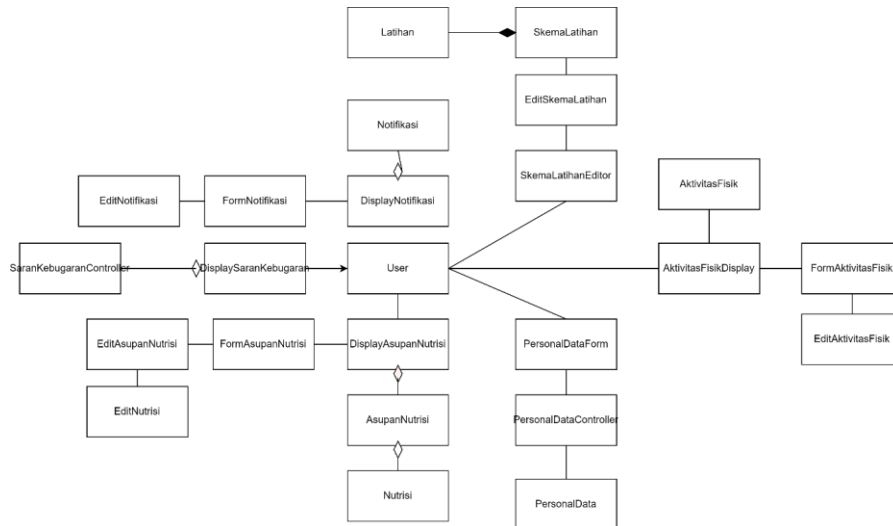 Latihan
SkemaLatihan
EditSkemaLatihan
Notifikasi
SkemaLatihanEditor
AktivitasFisik
EditNotifikasi
FormNotifikasi
DisplayNotifikasi
SaranKebugaranController
DisplaySaranKebugaran
User
AktivitasFisikDisplay
FormAktivitasFisik
EditAsupanNutrisi
FormAsupanNutrisi
DisplayAsupanNutrisi
PersonalDataForm
EditAktivitasFisik
EditNutrisi
AsupanNutrisi
PersonalDataController
Nutrisi
PersonalData